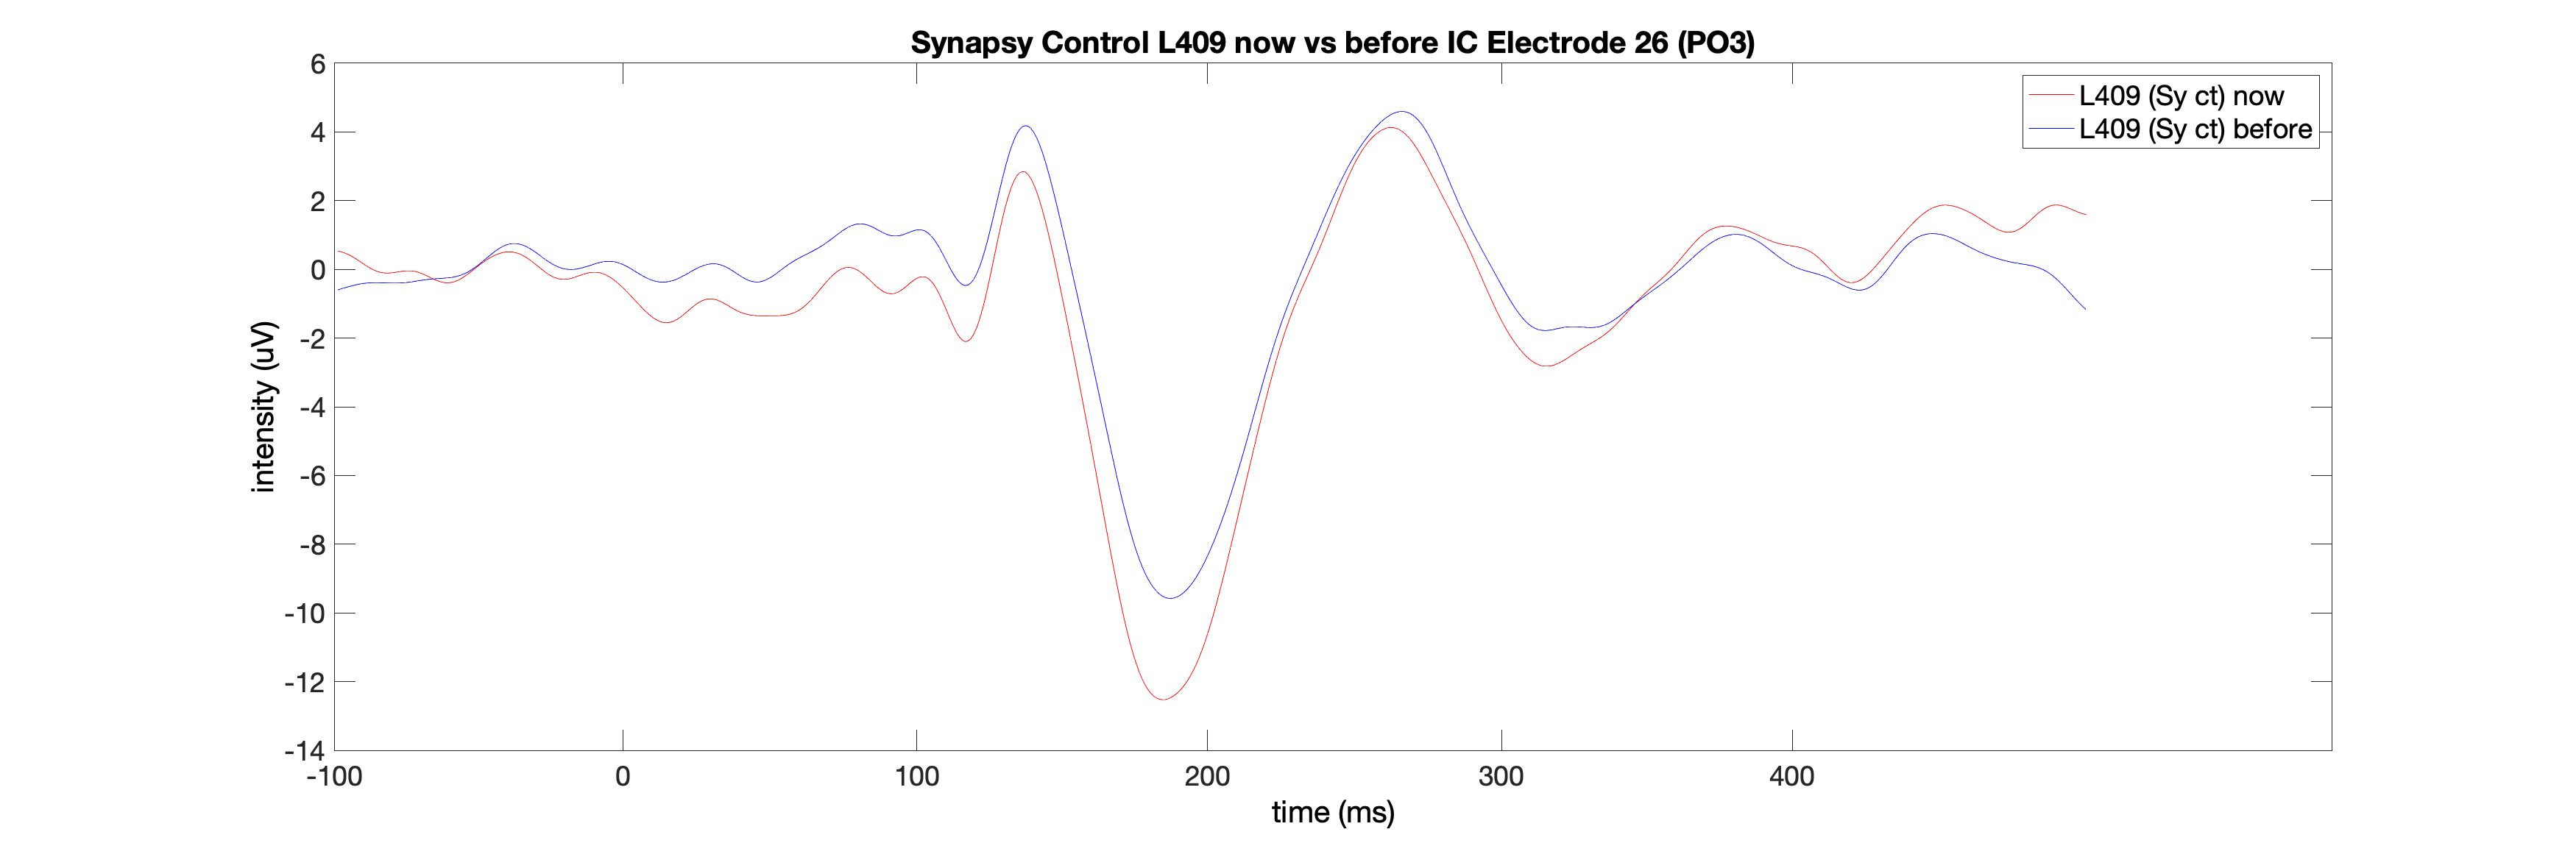 Synapsy Control L409 now vs before IC Electrode 26 (PO3)
6
4
2
0
-2
-4
-6
-8
-10
-12
-14
intensity (uV)
L409 (Sy ct) now
L409 (Sy ct) before
-100 0 100 200 300 400
time (ms)